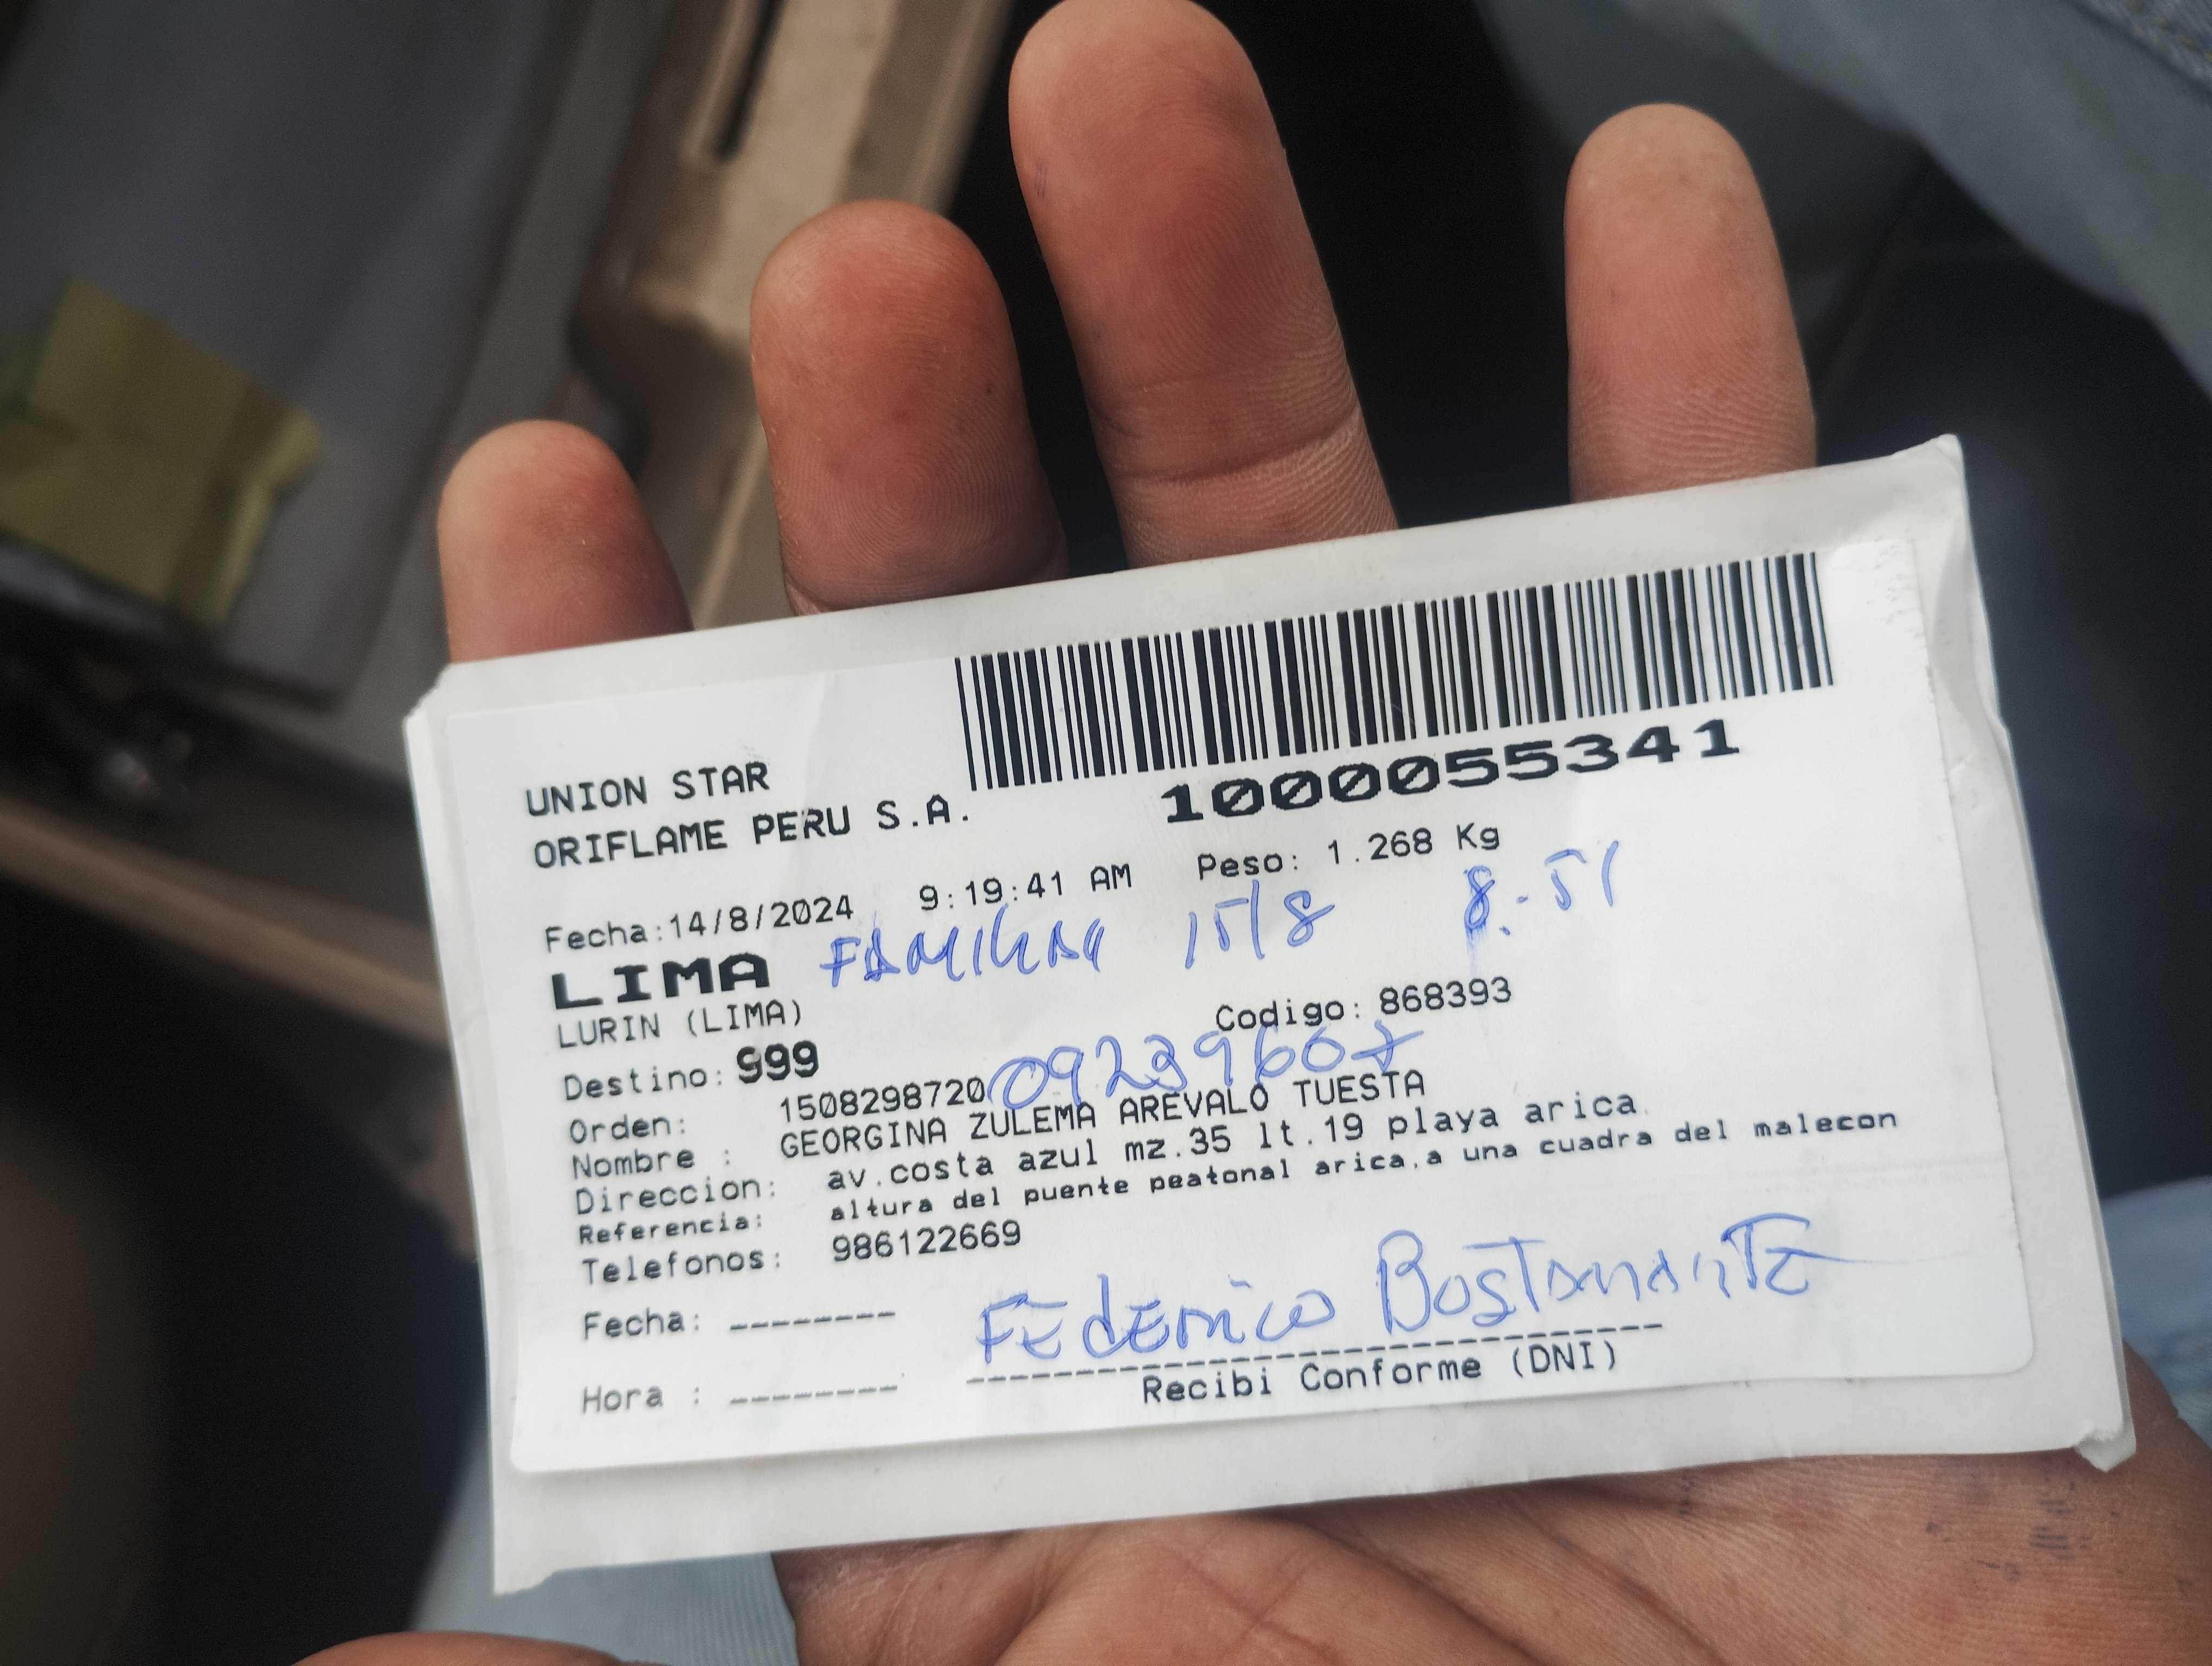 1000055341
UNION STAR
ORIFLAME PERU S.A.
Fecha:14/8/2024 9:19:41 AM Peso: 1.268 Kg
LIMA FAMILIAR 15/8 8.51
LURIN (LIMA) Codigo: 868393
Destino: 999
Orden: 1508298720 09239607
Nombre : GEORGINA ZULEMA AREVALO TUESTA
Direccion: av.costa azul mz.35 lt.19 playa arica
Referencia: altura del puente peatonal arica.a una cuadra del malecon
Telefonos: 986122669
Fecha: --------
FEdErico BostamanTE
Hora : --------
Recibi Conforme (DNI)